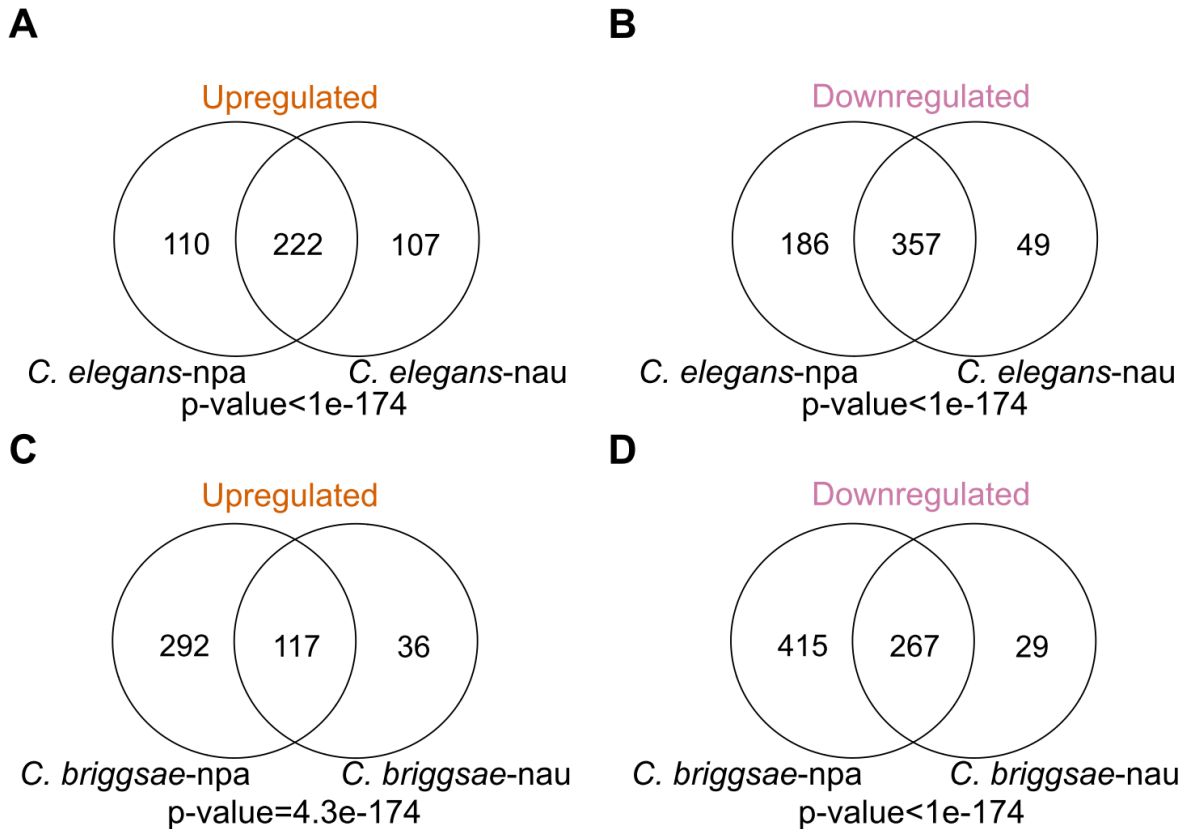 A
B
Upregulated
Downregulated
110 222 107
186 357 49
C. elegans-npa C. elegans-nau
C. elegans-npa C. elegans-nau
p-value<1e-174
p-value<1e-174
C
D
Upregulated
Downregulated
292 117 36
415 267 29
C. briggsae-npa C. briggsae-nau
C. briggsae-npa C. briggsae-nau
p-value=4.3e-174
p-value<1e-174